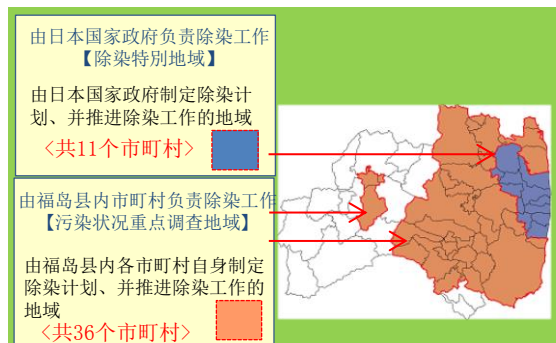 由日本国家政府负责除染工作
【除染特別地域】
由日本国家政府制定除染计
划、并推进除染工作的地域
<共11个市町村>
由福岛县内市町村负责除染工作
【污染状况重点调查地域】
由福岛县内各市町村自身制定
除染计划、并推进除染工作的
地域
<共36个市町村>